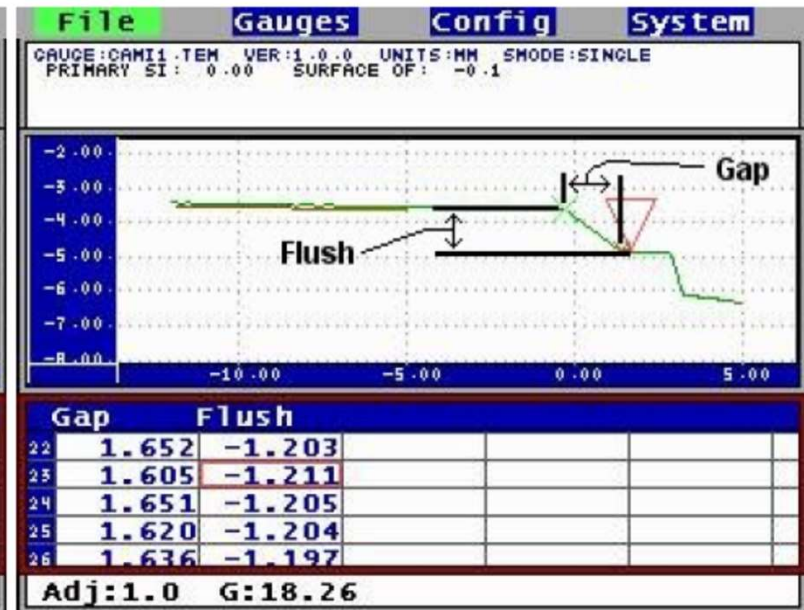 File Gauges Config System
GAUGE:CAMI1.TEM VER:1.0.0 UNITS:MM SMODE:SINGLE
PRIMARY SI: 0.00 SURFACE OF: -0.1
-2.00
-3.00
-4.00
-5.00
-6.00
-7.00
-8.00
Gap
Flush
-10.00 -5.00 0.00 5.00
Gap Flush
22 1.652 -1.203
23 1.605 -1.211
24 1.651 -1.205
25 1.620 -1.204
26 1.636 -1.197
Adj:1.0 G:18.26